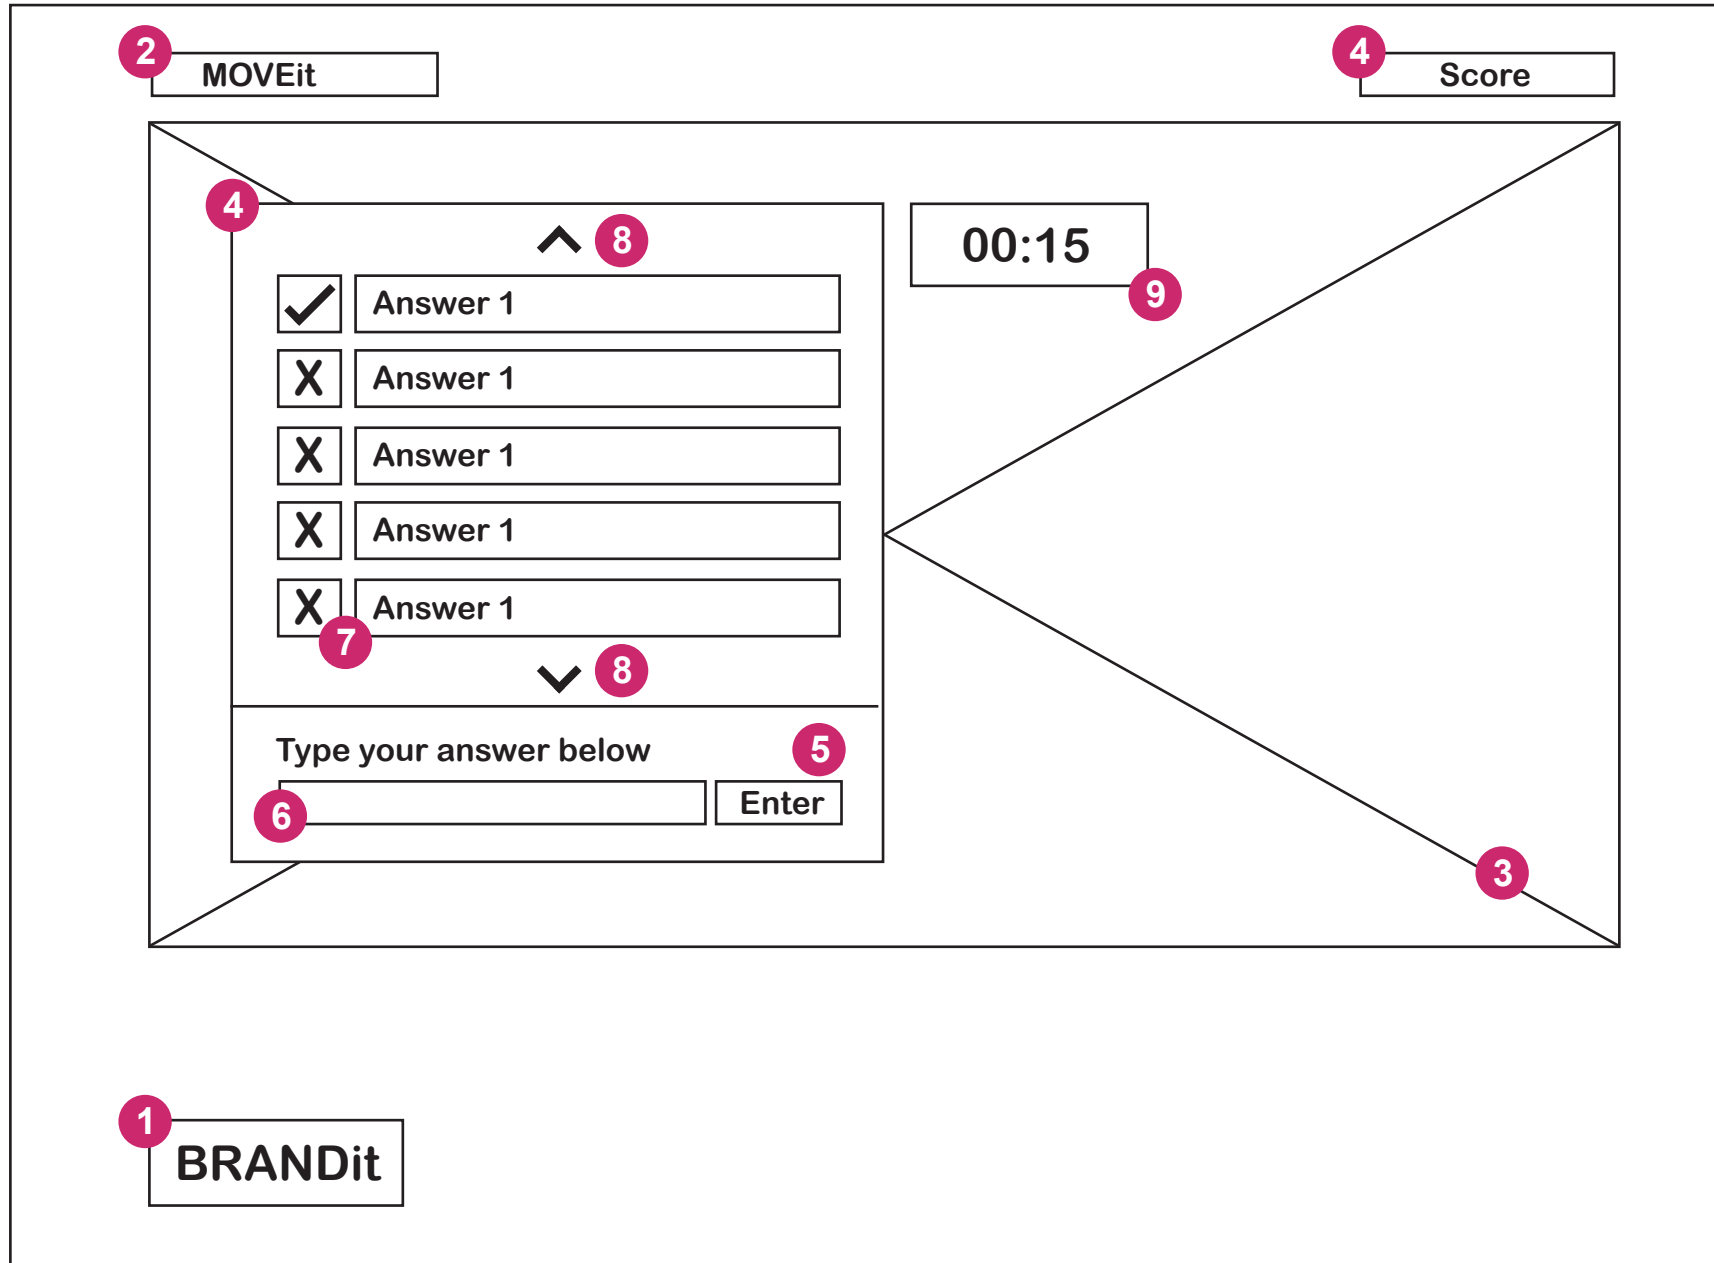 2
MOVEit
4
Score
4
8
00:15
9
Answer 1
X Answer 1
X Answer 1
X Answer 1
X Answer 1
7
8
Type your answer below
5
6
Enter
3
1
BRANDit